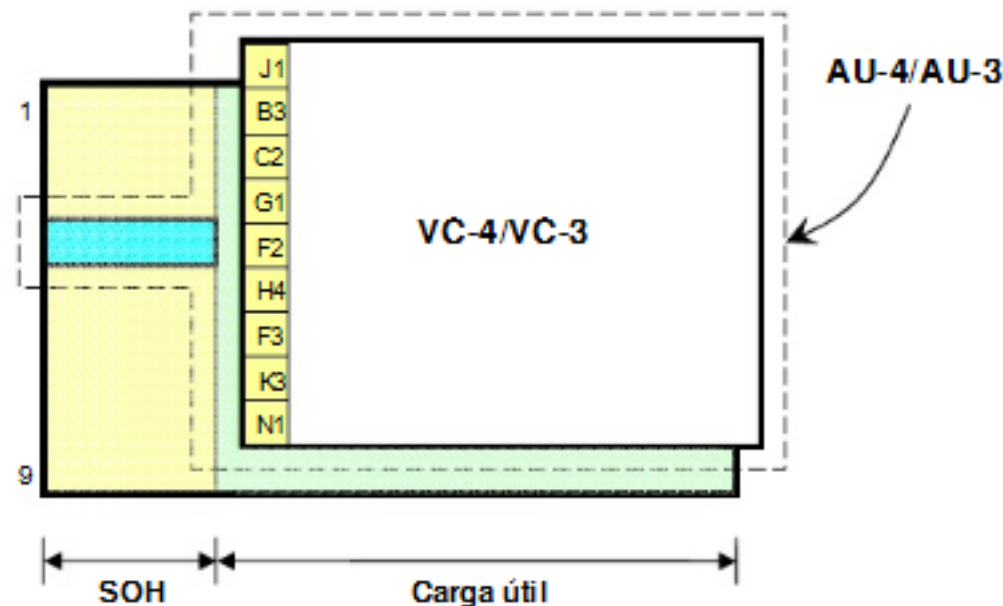 J1
AU-4/AU-3
1
B3
C2
G1
VC-4/VC-3
F2
H4
F3
K3
N1
9
SOH
Carga útil